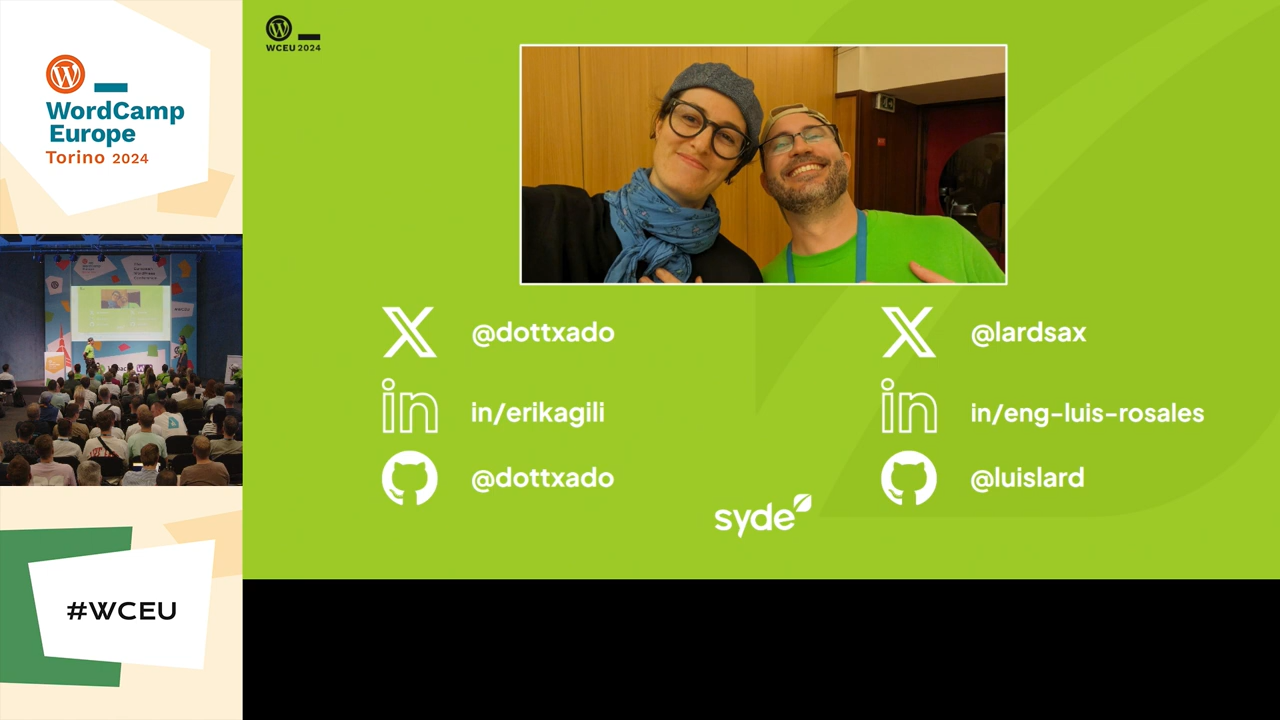 WordCamp
Europe
Torino 2024
#WCEU
WCEU 2024
@dottxado
in/erikagili
@dottxado
@lardsax
in/eng-luis-rosales
@luislard
syde